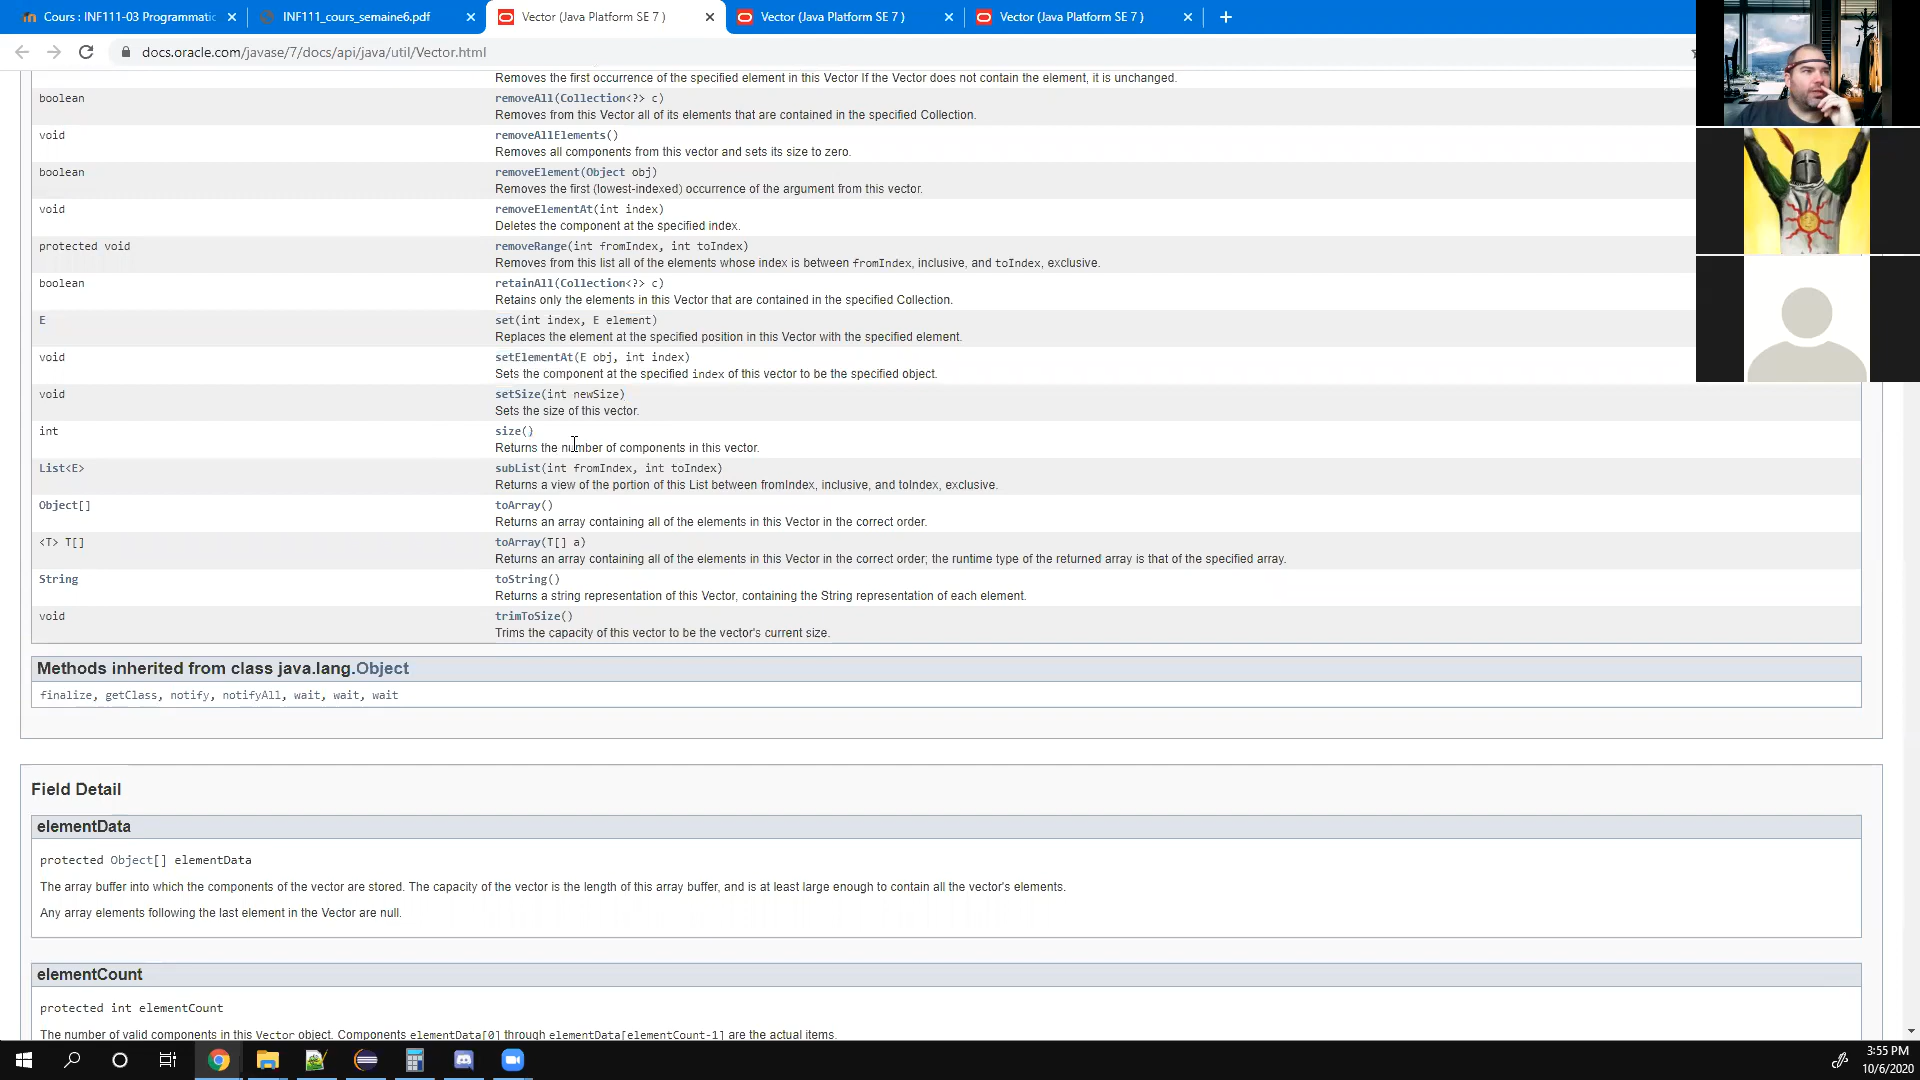 Cours : INF111-03 Programmatic
INF111_cours_semaine6.pdf
Vector (Java Platform SE 7 )
Vector (Java Platform SE 7 )
Vector (Java Platform SE 7 )
docs.oracle.com/javase/7/docs/api/java/util/Vector.html
Removes the first occurrence of the specified element in this Vector If the Vector does not contain the element, it is unchanged.
boolean
removeAll(Collection<?> c)
Removes from this Vector all of its elements that are contained in the specified Collection.
void
removeAllElements()
Removes all components from this vector and sets its size to zero.
boolean
removeElement(Object obj)
Removes the first (lowest-indexed) occurrence of the argument from this vector.
void
removeElementAt(int index)
Deletes the component at the specified index.
protected void
removeRange(int fromIndex, int toIndex)
Removes from this list all of the elements whose index is between fromIndex, inclusive, and toIndex, exclusive.
boolean
retainAll(Collection<?> c)
Retains only the elements in this Vector that are contained in the specified Collection.
E
set(int index, E element)
Replaces the element at the specified position in this Vector with the specified element.
void
setElementAt(E obj, int index)
Sets the component at the specified index of this vector to be the specified object.
void
setSize(int newSize)
Sets the size of this vector.
int
size()
Returns the number of components in this vector.
List<E>
subList(int fromIndex, int toIndex)
Returns a view of the portion of this List between fromIndex, inclusive, and toIndex, exclusive.
Object[]
toArray()
Returns an array containing all of the elements in this Vector in the correct order.
<T> T[]
toArray(T[] a)
Returns an array containing all of the elements in this Vector in the correct order; the runtime type of the returned array is that of the specified array.
String
toString()
Returns a string representation of this Vector, containing the String representation of each element.
void
trimToSize()
Trims the capacity of this vector to be the vector's current size.
Methods inherited from class java.lang.Object
finalize, getClass, notify, notifyAll, wait, wait, wait
Field Detail
elementData
protected Object[] elementData
The array buffer into which the components of the vector are stored. The capacity of the vector is the length of this array buffer, and is at least large enough to contain all the vector's elements.
Any array elements following the last element in the Vector are null.
elementCount
protected int elementCount
The number of valid components in this Vector object. Components elementData[0] through elementData[elementCount-1] are the actual items.
3:55 PM
10/6/2020